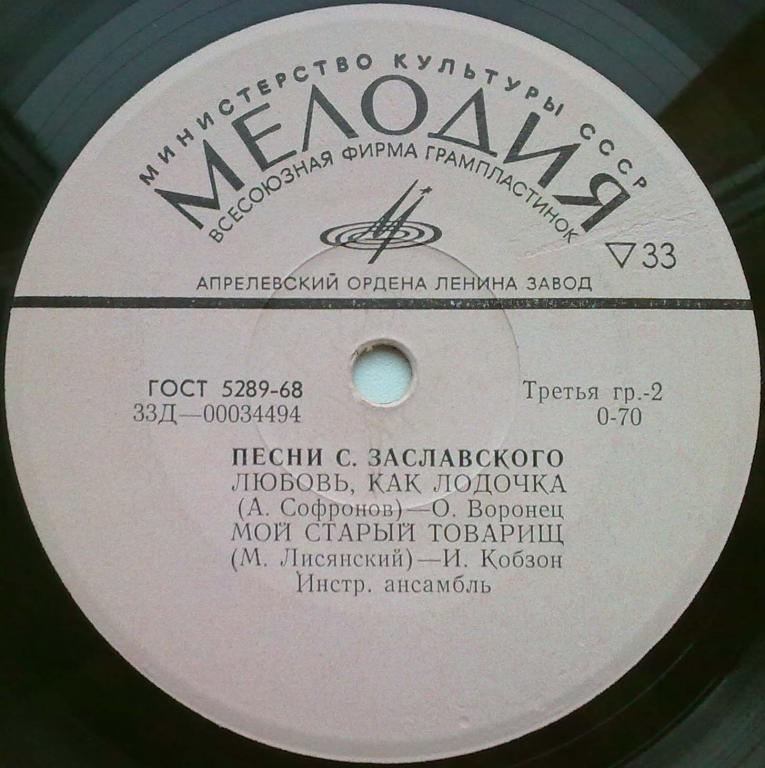 МИНИСТЕРСТВО КУЛЬТУРЫ СССР
МЕЛОДИЯ
ВСЕСОЮЗНАЯ ФИРМА ГРАМПЛАСТИНОК
▽33
АПРЕЛЕВСКИЙ ОРДЕНА ЛЕНИНА ЗАВОД
ГОСТ 5289-68
Третья гр.-2
33Д—00034494
0-70
ПЕСНИ С. ЗАСЛАВСКОГО
ЛЮБОВЬ, КАК ЛОДОЧКА
(А. Софронов)—О. Воронец
МОЙ СТАРЫЙ ТОВАРИЩ
(М. Лисянский)—И. Кобзон
Инстр. ансамбль